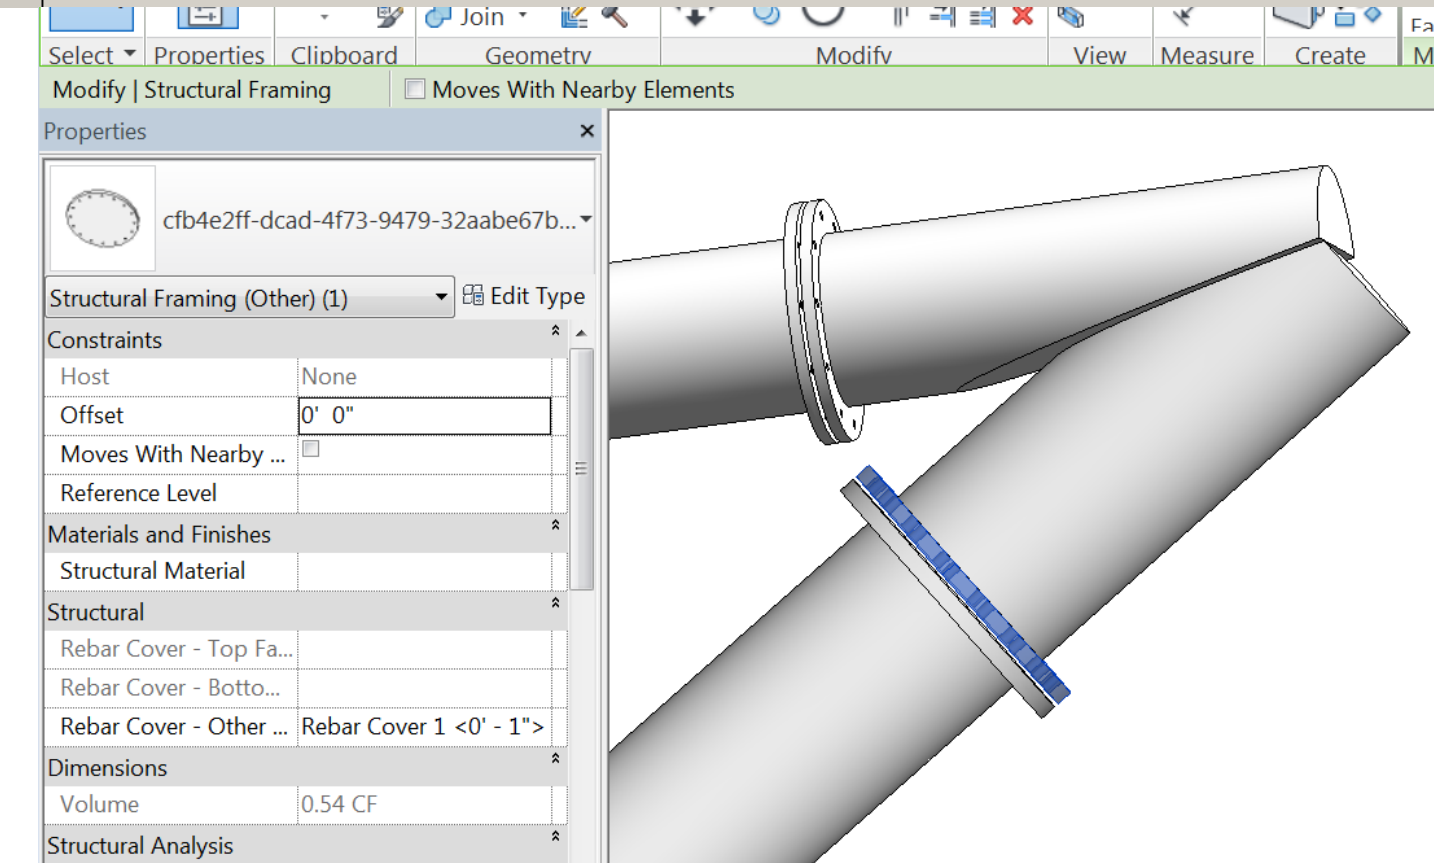 Join
Select Properties Clipboard Geometry Modify View Measure Create
Modify | Structural Framing Moves With Nearby Elements
Properties
cfb4e2ff-dcad-4f73-9479-32aabe67b...
Structural Framing (Other) (1) Edit Type
Constraints
Host None
Offset 0' 0"
Moves With Nearby ...
Reference Level
Materials and Finishes
Structural Material
Structural
Rebar Cover - Top Fa...
Rebar Cover - Botto...
Rebar Cover - Other ... Rebar Cover 1 <0' - 1">
Dimensions
Volume 0.54 CF
Structural Analysis